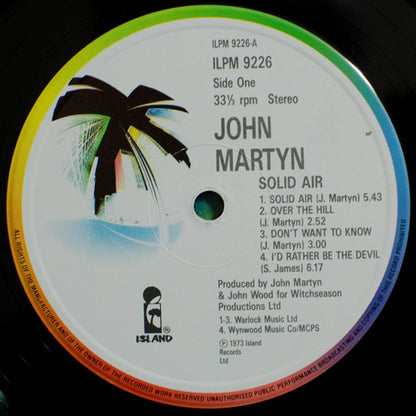 ILPM 9226-A
ILPM 9226
Side One
33⅓ rpm Stereo
JOHN
MARTYN
SOLID AIR
1. SOLID AIR (J. Martyn) 5.43
2. OVER THE HILL
(J. Martyn) 2.52
3. DON'T WANT TO KNOW
(J. Martyn) 3.00
4. I'D RATHER BE THE DEVIL
(S. James) 6.17
Produced by John Martyn
& John Wood for Witchseason
Productions Ltd
1-3. Warlock Music Ltd
4. Wynwood Music Co/MCPS
℗ 1973 Island
Records
Ltd
ISLAND®
ALL RIGHTS OF THE MANUFACTURER AND OF THE OWNER OF THE RECORDED WORK RESERVED UNAUTHORISED PUBLIC PERFORMANCE BROADCASTING AND COPYING OF THIS RECORD PROHIBITED